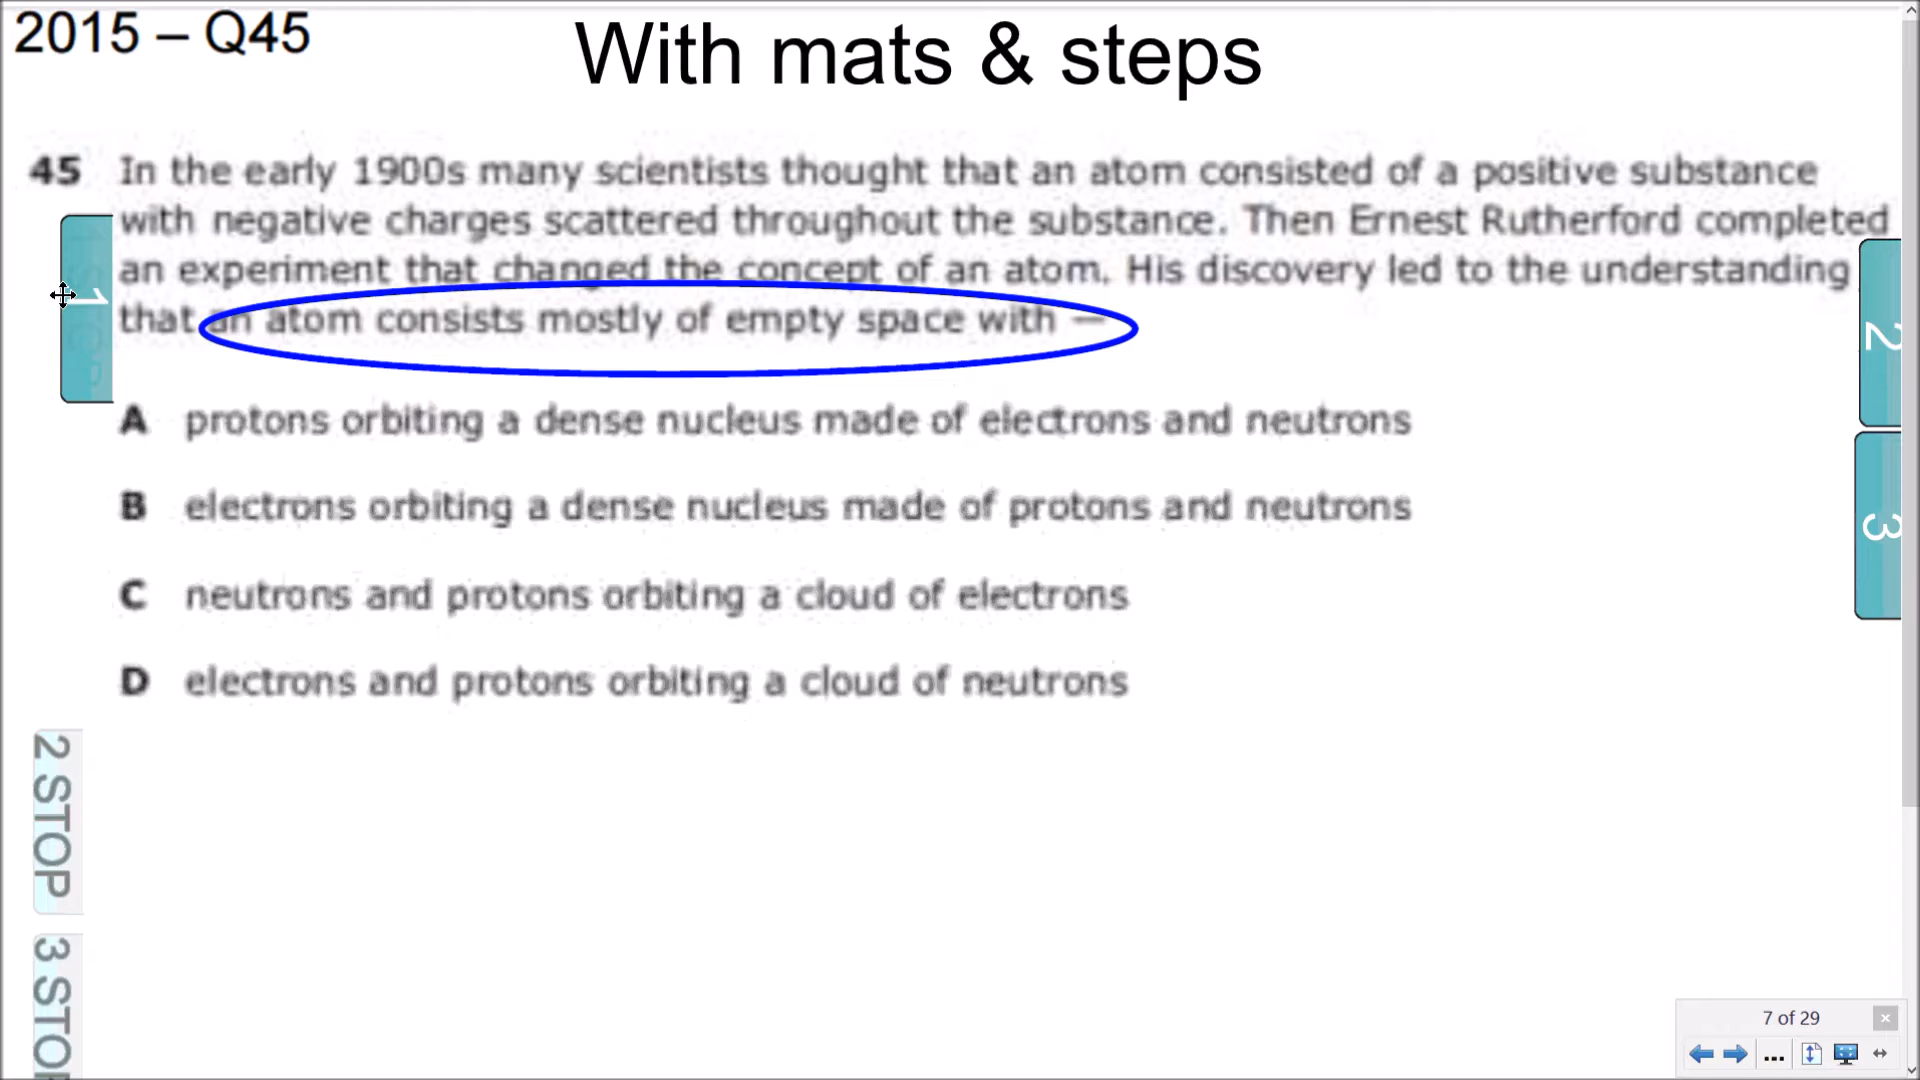 2015 – Q45
With mats & steps
45 In the early 1900s many scientists thought that an atom consisted of a positive substance
with negative charges scattered throughout the substance. Then Ernest Rutherford completed
an experiment that changed the concept of an atom. His discovery led to the understanding
that an atom consists mostly of empty space with —
A protons orbiting a dense nucleus made of electrons and neutrons
B electrons orbiting a dense nucleus made of protons and neutrons
C neutrons and protons orbiting a cloud of electrons
D electrons and protons orbiting a cloud of neutrons
1
2
3
2 STOP
3 STOP
7 of 29